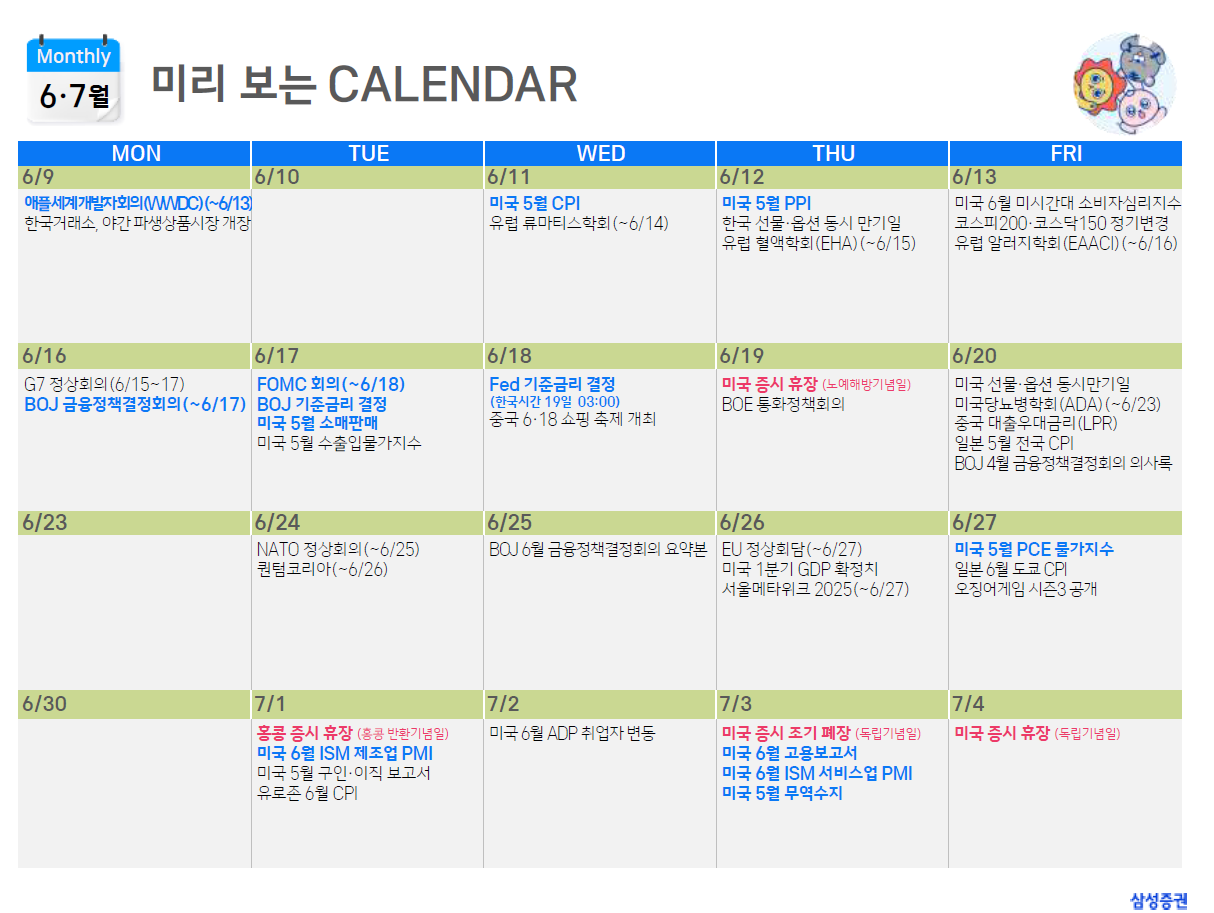 Monthly
6·7월
미리 보는 CALENDAR
MON TUE WED THU FRI
6/9 6/10 6/11 6/12 6/13
애플세계개발자회의(WWDC)(~6/13)
한국거래소, 야간 파생상품시장 개장
미국 5월 CPI
유럽 류마티스학회(~6/14)
미국 5월 PPI
한국 선물·옵션 동시 만기일
유럽 혈액학회(EHA)(~6/15)
미국 6월 미시간대 소비자심리지수
코스피200·코스닥150 정기변경
유럽 알러지학회(EAACI)(~6/16)
6/16 6/17 6/18 6/19 6/20
G7 정상회의(6/15~17)
BOJ 금융정책결정회의(~6/17)
FOMC 회의(~6/18)
BOJ 기준금리 결정
미국 5월 소매판매
미국 5월 수출입물가지수
Fed 기준금리 결정
(한국시간 19일 03:00)
중국 6·18 쇼핑 축제 개최
미국 증시 휴장 (노예해방기념일)
BOE 통화정책회의
미국 선물·옵션 동시만기일
미국당뇨병학회(ADA)(~6/23)
중국 대출우대금리(LPR)
일본 5월 전국 CPI
BOJ 4월 금융정책결정회의 의사록
6/23 6/24 6/25 6/26 6/27
NATO 정상회의(~6/25)
퀀텀코리아(~6/26)
BOJ 6월 금융정책결정회의 요약본
EU 정상회담(~6/27)
미국 1분기 GDP 확정치
서울메타위크 2025(~6/27)
미국 5월 PCE 물가지수
일본 6월 도쿄 CPI
오징어게임 시즌3 공개
6/30 7/1 7/2 7/3 7/4
홍콩 증시 휴장 (홍콩 반환기념일)
미국 6월 ISM 제조업 PMI
미국 5월 구인·이직 보고서
유로존 6월 CPI
미국 6월 ADP 취업자 변동
미국 증시 조기 폐장 (독립기념일)
미국 6월 고용보고서
미국 6월 ISM 서비스업 PMI
미국 5월 무역수지
미국 증시 휴장 (독립기념일)
삼성증권